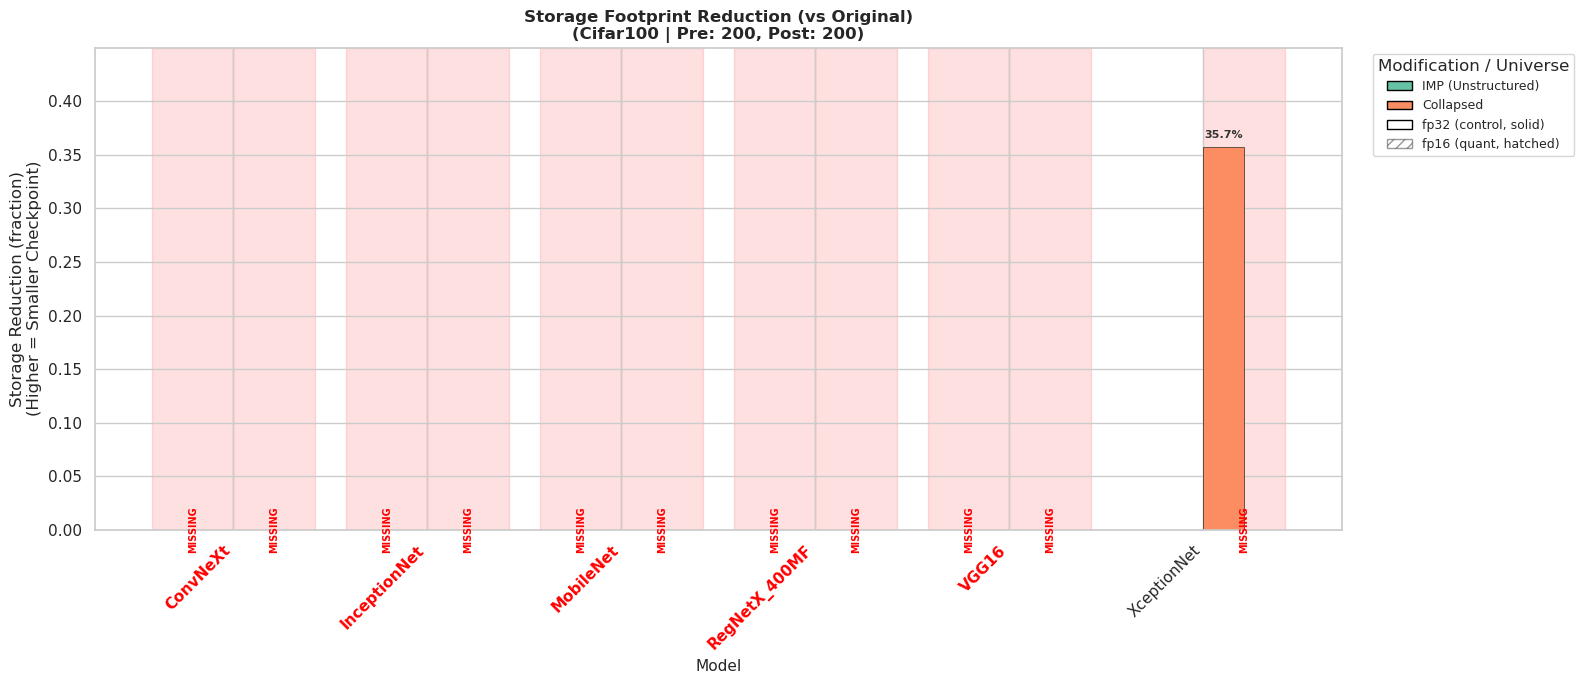 Storage Footprint Reduction (vs Original)
(Cifar100 | Pre: 200, Post: 200)
Storage Reduction (fraction)
(Higher = Smaller Checkpoint)
0.40
0.35
0.30
0.25
0.20
0.15
0.10
0.05
0.00
35.7%
MISSING
MISSING
MISSING
MISSING
MISSING
MISSING
MISSING
MISSING
MISSING
MISSING
MISSING
ConvNeXt
InceptionNet
MobileNet
RegNetX_400MF
VGG16
XceptionNet
Model
Modification / Universe
IMP (Unstructured)
Collapsed
fp32 (control, solid)
fp16 (quant, hatched)